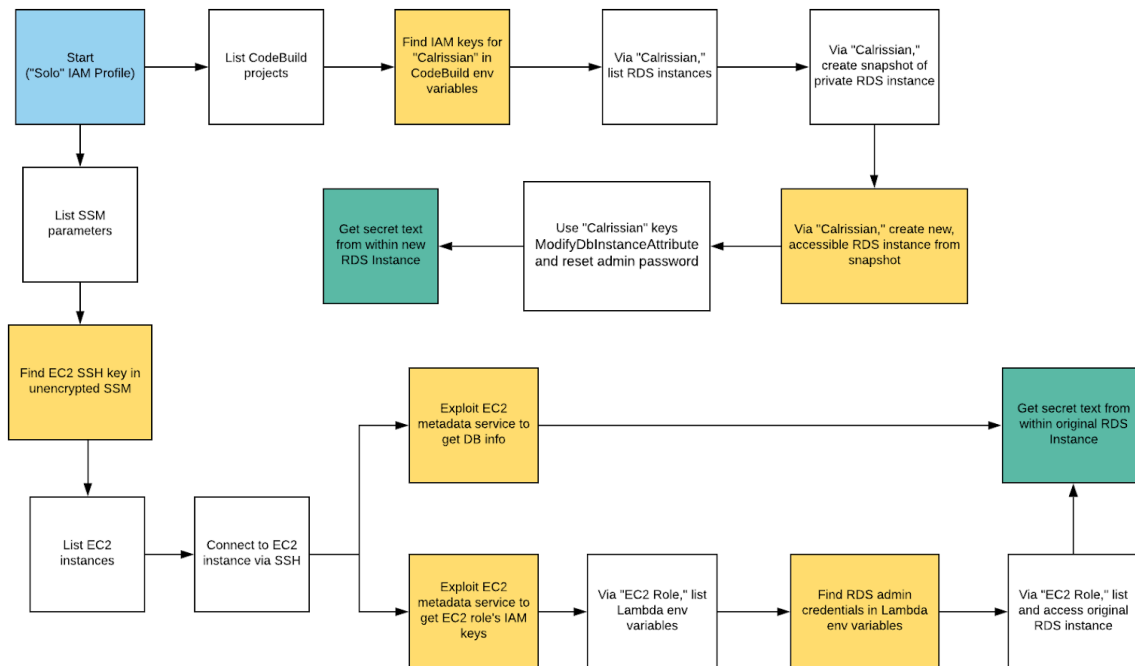 Start
("Solo" IAM Profile)
List CodeBuild
projects
Find IAM keys for
"Calrissian" in
CodeBuild env
variables
Via "Calrissian,"
list RDS instances
Via "Calrissian,"
create snapshot of
private RDS instance
List SSM
parameters
Get secret text
from within new
RDS Instance
Use "Calrissian" keys
ModifyDbInstanceAttribute
and reset admin password
Via "Calrissian," create new,
accessible RDS instance from
snapshot
Find EC2 SSH key in
unencrypted SSM
Exploit EC2
metadata service to
get DB info
Get secret text from
within original RDS
Instance
List EC2
instances
Connect to EC2
instance via SSH
Exploit EC2
metadata service to
get EC2 role's IAM
keys
Via "EC2 Role," list
Lambda env
variables
Find RDS admin
credentials in Lambda
env variables
Via "EC2 Role," list
and access original
RDS instance